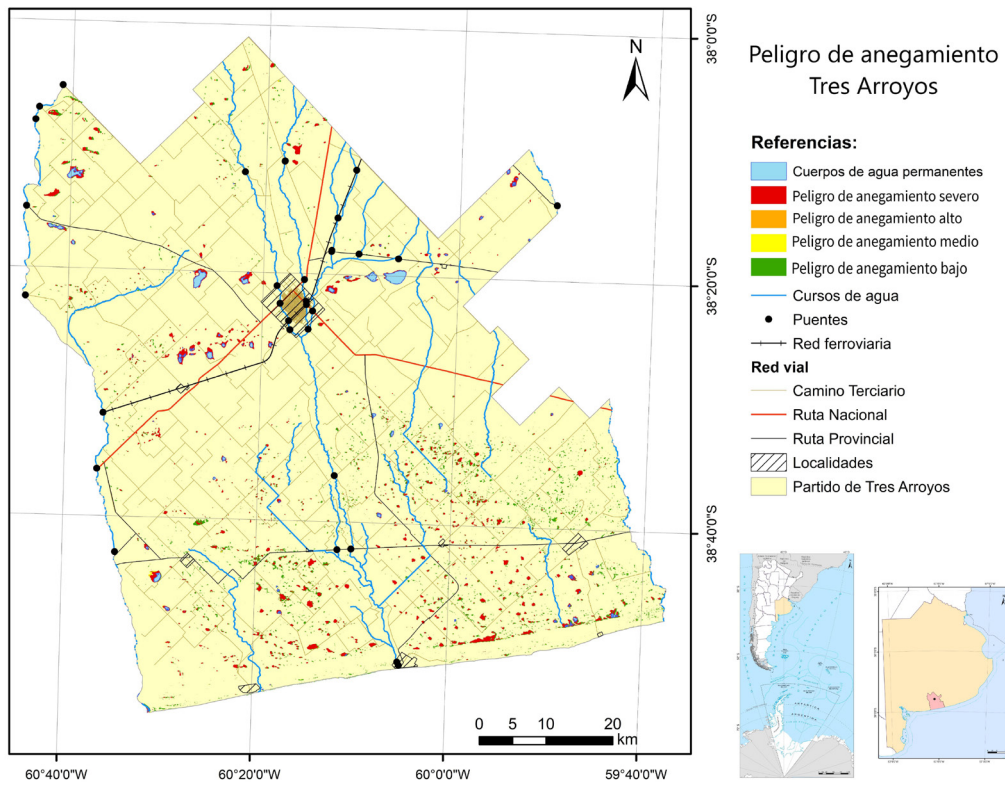 Peligro de anegamiento
Tres Arroyos
Referencias:
Cuerpos de agua permanentes
Peligro de anegamiento severo
Peligro de anegamiento alto
Peligro de anegamiento medio
Peligro de anegamiento bajo
Cursos de agua
Puentes
Red ferroviaria
Red vial
Camino Terciario
Ruta Nacional
Ruta Provincial
Localidades
Partido de Tres Arroyos
N
38°0'0"S
38°20'0"S
38°40'0"S
0 5 10 20
km
60°40'0"W 60°20'0"W 60°0'0"W 59°40'0"W